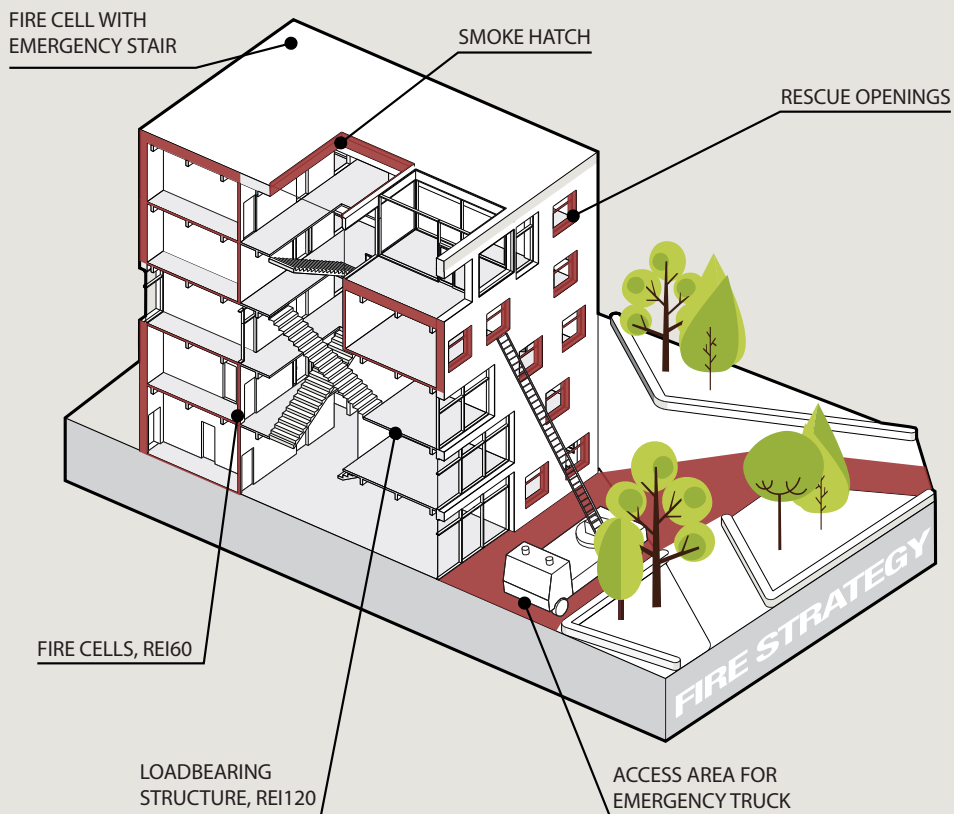 FIRE CELL WITH
EMERGENCY STAIR
SMOKE HATCH
RESCUE OPENINGS
FIRE CELLS, REI60
LOADBEARING
STRUCTURE, REI120
ACCESS AREA FOR
EMERGENCY TRUCK
FIRE STRATEGY